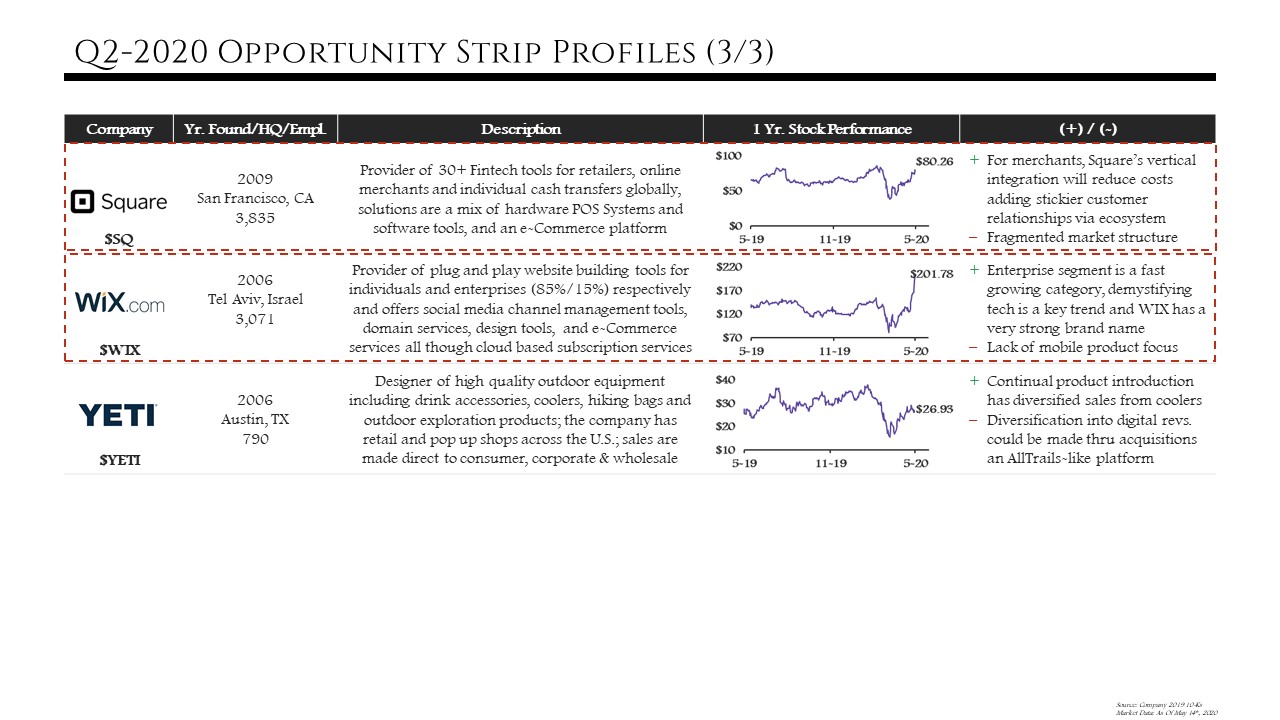 Q2-2020 Opportunity Strip Profiles (3/3)
Company Yr. Found/HQ/Empl. Description 1 Yr. Stock Performance (+) / (-)
Square
$SQ
2009
San Francisco, CA
3,835
Provider of 30+ Fintech tools for retailers, online
merchants and individual cash transfers globally,
solutions are a mix of hardware POS Systems and
software tools, and an e-Commerce platform
$100
$50
$0
$80.26
5-19 11-19 5-20
+ For merchants, Square's vertical
integration will reduce costs
adding stickier customer
relationships via ecosystem
– Fragmented market structure
WiX.com
$WIX
2006
Tel Aviv, Israel
3,071
Provider of plug and play website building tools for
individuals and enterprises (85%/15%) respectively
and offers social media channel management tools,
domain services, design tools, and e-Commerce
services all though cloud based subscription services
$220
$170
$120
$70
$201.78
5-19 11-19 5-20
+ Enterprise segment is a fast
growing category, demystifying
tech is a key trend and WIX has a
very strong brand name
– Lack of mobile product focus
YETI
$YETI
2006
Austin, TX
790
Designer of high quality outdoor equipment
including drink accessories, coolers, hiking bags and
outdoor exploration products; the company has
retail and pop up shops across the U.S.; sales are
made direct to consumer, corporate & wholesale
$40
$30
$20
$10
$26.93
5-19 11-19 5-20
+ Continual product introduction
has diversified sales from coolers
– Diversification into digital revs.
could be made thru acquisitions
an AllTrails-like platform
Source: Company 2019 10-Ks
Market Data: As Of May 14th, 2020